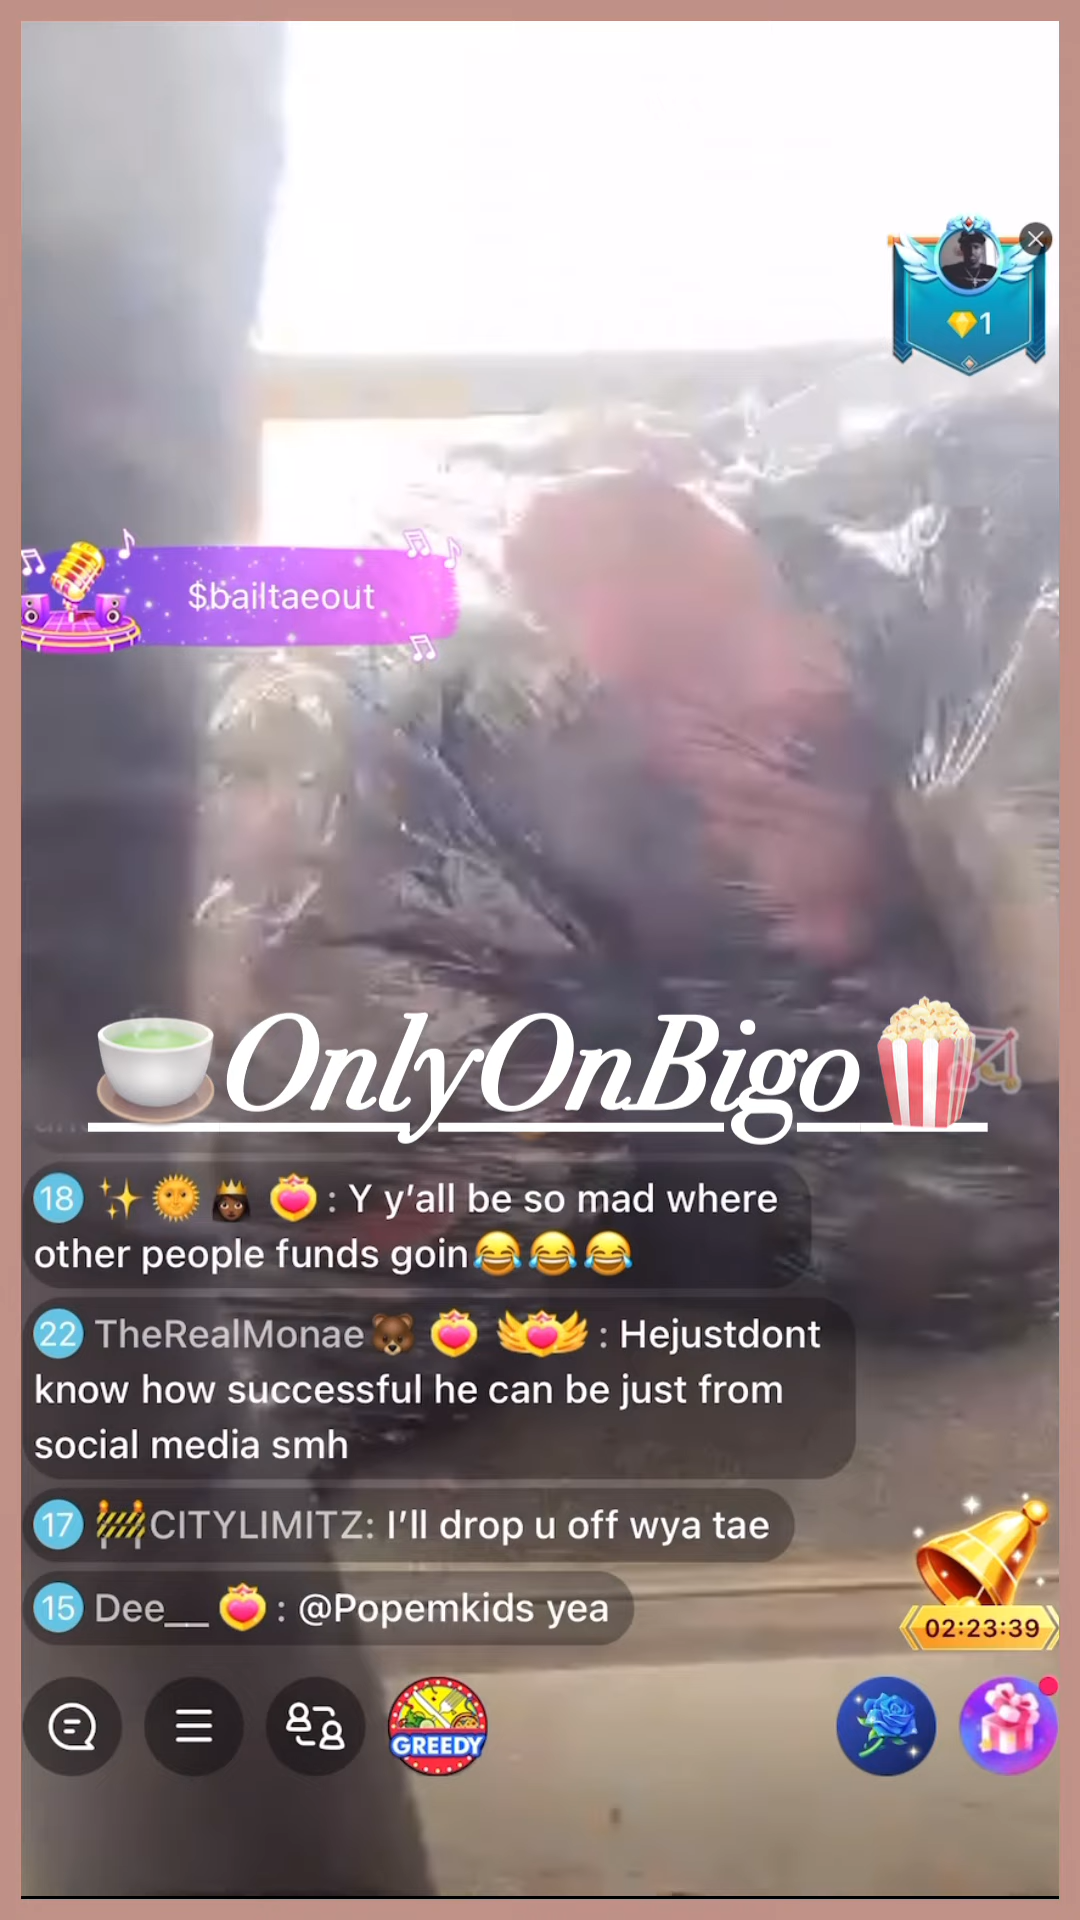 1
$bailtaeout
🍵OnlyOnBigo🍿
18 ✨🌞👸🏾 : Y y’all be so mad where
other people funds goin😂😂😂
22 TheRealMonae🐻 : Hejustdont
know how successful he can be just from
social media smh
17 🚧CITYLIMITZ: I’ll drop u off wya tae
15 Dee__ : @Popemkids yea
02:23:39
GREEDY